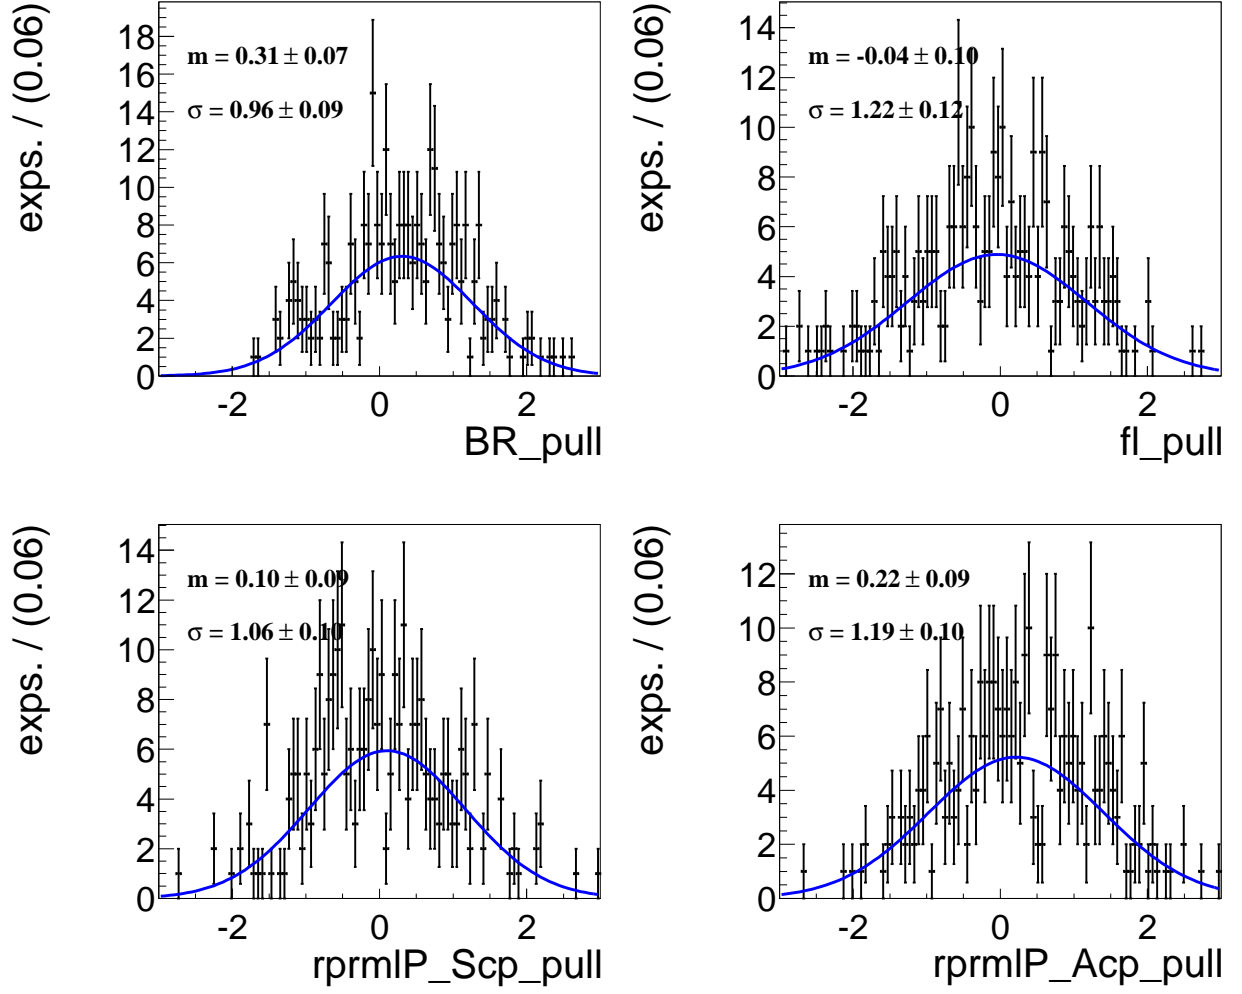 exps. / (0.06)
18
16
14
12
10
8
6
4
2
0
m = 0.31 ± 0.07
σ = 0.96 ± 0.09
-2 0 2
BR_pull
exps. / (0.06)
14
12
10
8
6
4
2
0
m = -0.04 ± 0.10
σ = 1.22 ± 0.12
-2 0 2
fl_pull
exps. / (0.06)
14
12
10
8
6
4
2
0
m = 0.10 ± 0.09
σ = 1.06 ± 0.10
-2 0 2
rprmlP_Scp_pull
exps. / (0.06)
12
10
8
6
4
2
0
m = 0.22 ± 0.09
σ = 1.19 ± 0.10
-2 0 2
rprmlP_Acp_pull